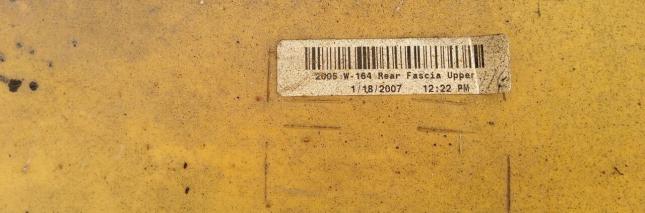 2005 W-164 Rear Fascia Upper
1/18/2007 12:22 PM